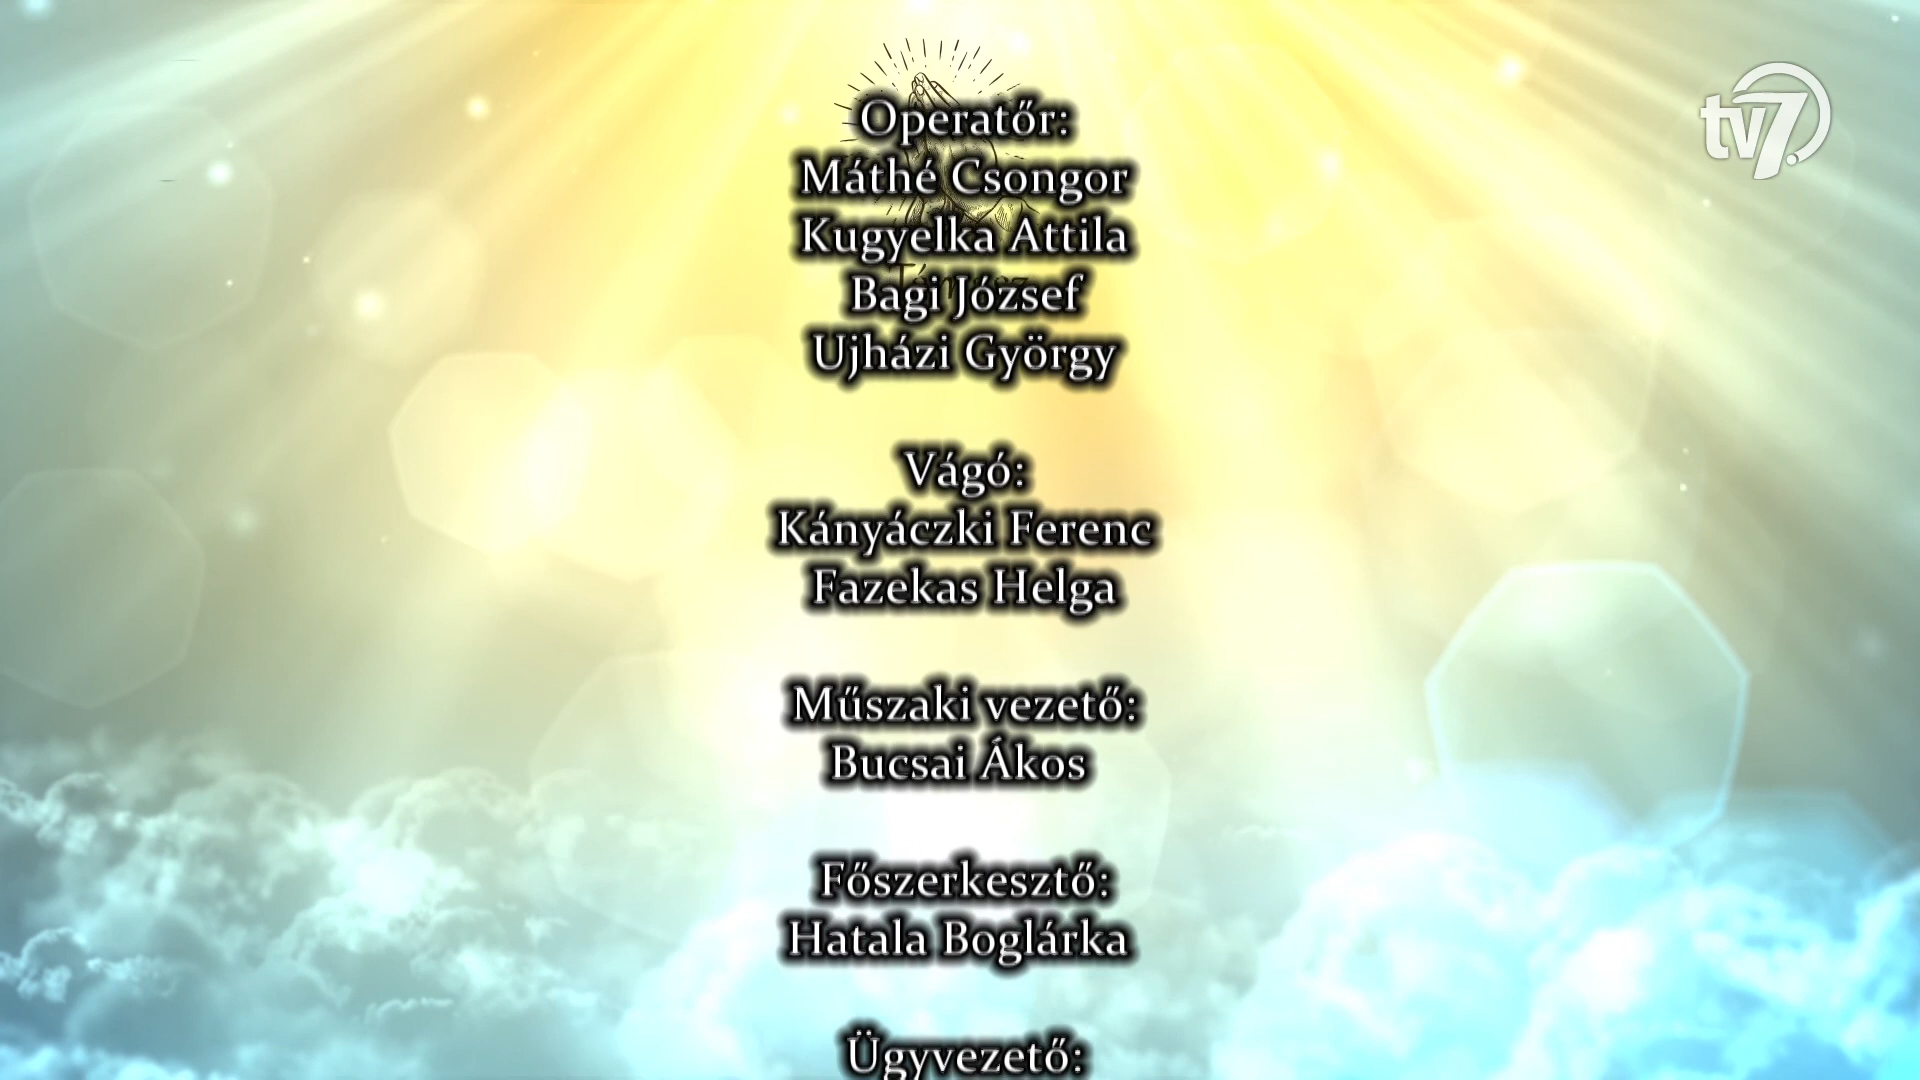 tv7.
Operatőr:
Máthé Csongor
Kugyelka Attila
Bagi József
Ujházi György
Vágó:
Kányáczki Ferenc
Fazekas Helga
Műszaki vezető:
Bucsai Ákos
Főszerkesztő:
Hatala Boglárka
Ügyvezető: